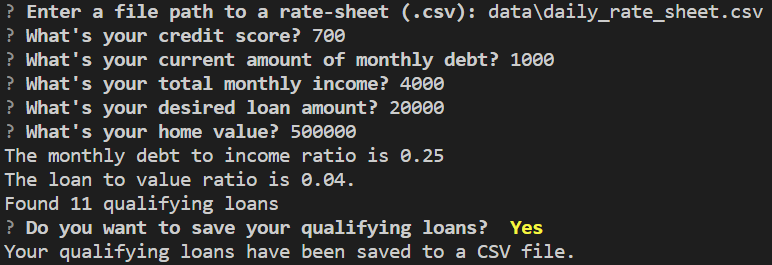 ? Enter a file path to a rate-sheet (.csv): data\daily_rate_sheet.csv
? What's your credit score? 700
? What's your current amount of monthly debt? 1000
? What's your total monthly income? 4000
? What's your desired loan amount? 20000
? What's your home value? 500000
The monthly debt to income ratio is 0.25
The loan to value ratio is 0.04.
Found 11 qualifying loans
? Do you want to save your qualifying loans?  Yes
Your qualifying loans have been saved to a CSV file.